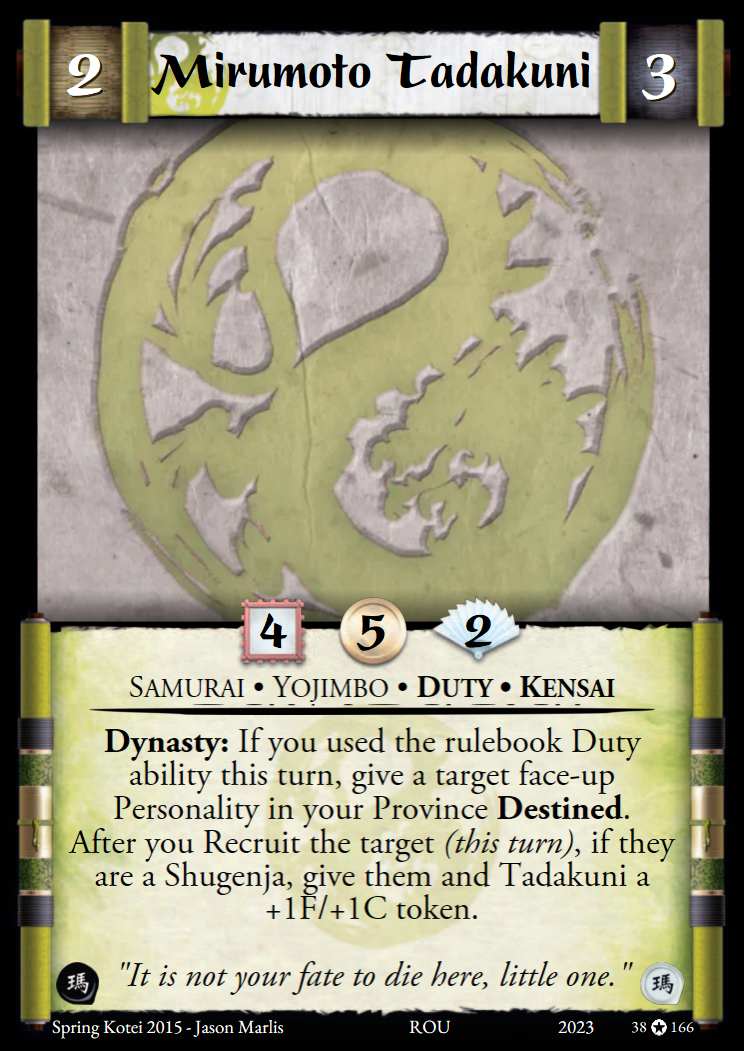 2 Mirumoto Tadakuni 3
4 5 2
Samurai • Yojimbo • Duty • Kensai
Dynasty: If you used the rulebook Duty
ability this turn, give a target face-up
Personality in your Province Destined.
After you Recruit the target (this turn), if they
are a Shugenja, give them and Tadakuni a
+1F/+1C token.
瑪 "It is not your fate to die here, little one." 瑪
Spring Kotei 2015 - Jason Marlis ROU 2023 38 ✪ 166